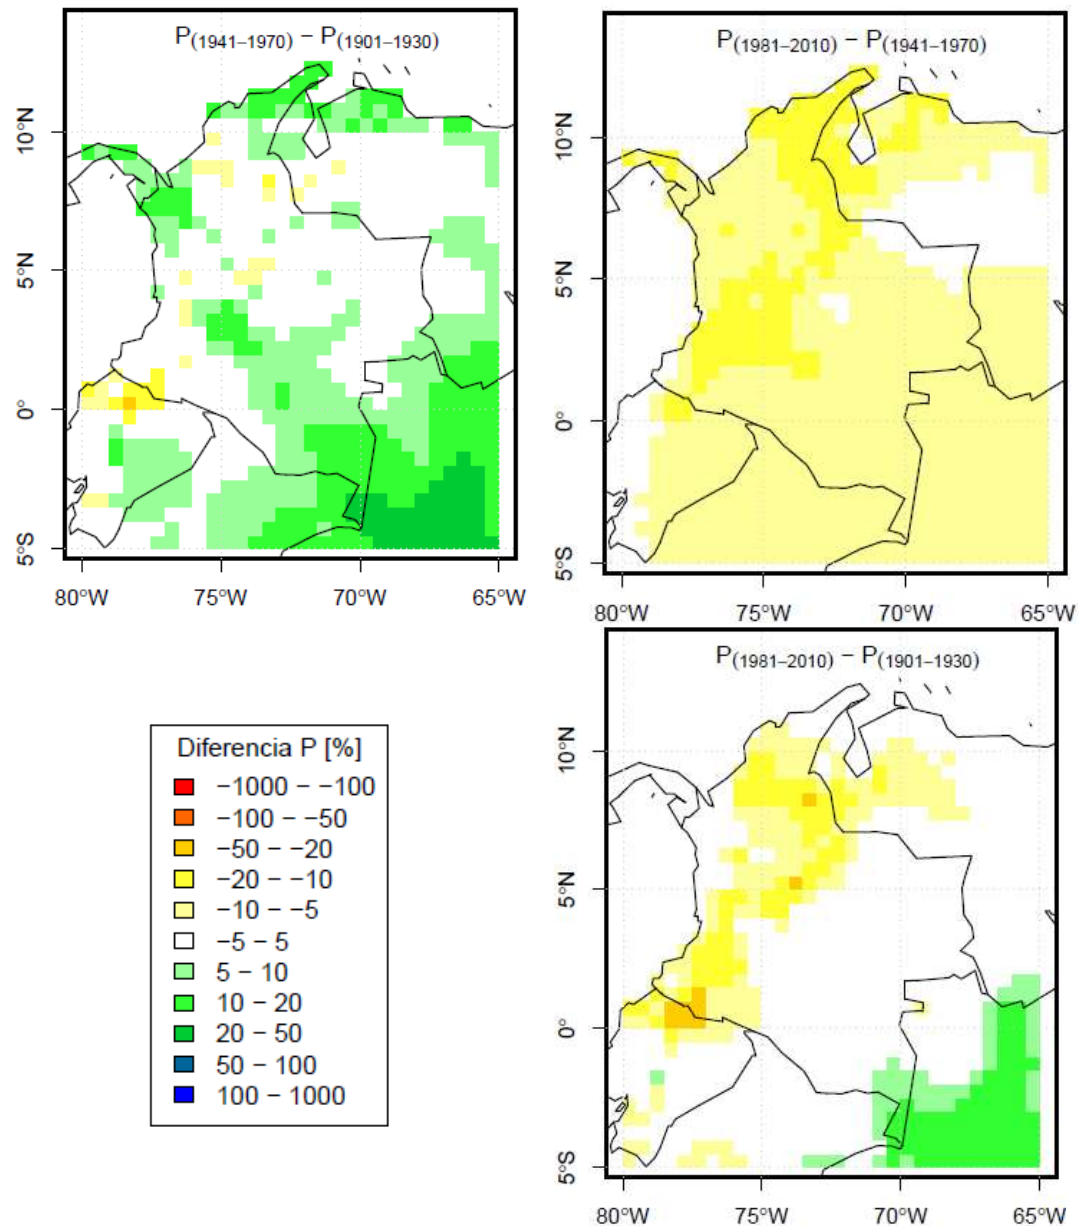 P(1941–1970) − P(1901–1930)
10°N
5°N
0°
5°S
80°W 75°W 70°W 65°W
P(1981–2010) − P(1941–1970)
10°N
5°N
0°
5°S
80°W 75°W 70°W 65°W
Diferencia P [%]
−1000 − −100
−100 − −50
−50 − −20
−20 − −10
−10 − −5
−5 − 5
5 − 10
10 − 20
20 − 50
50 − 100
100 − 1000
P(1981–2010) − P(1901–1930)
10°N
5°N
0°
5°S
80°W 75°W 70°W 65°W